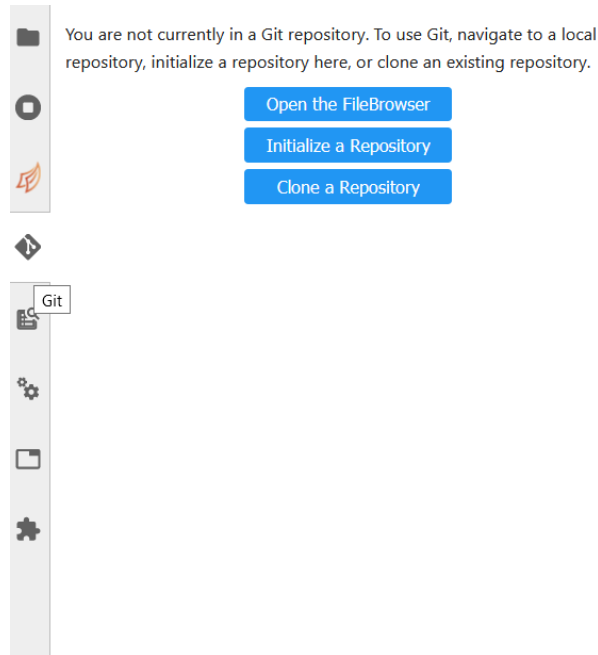 You are not currently in a Git repository. To use Git, navigate to a local
repository, initialize a repository here, or clone an existing repository.
Open the FileBrowser
Initialize a Repository
Clone a Repository
Git